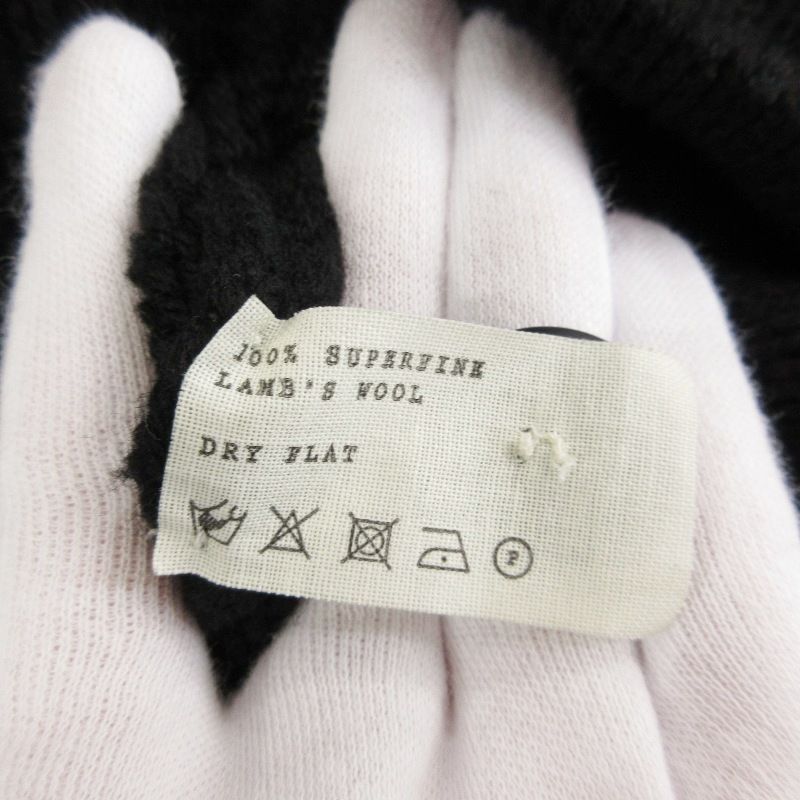 100% SUPERFINE
LAMB'S WOOL
DRY FLAT
P